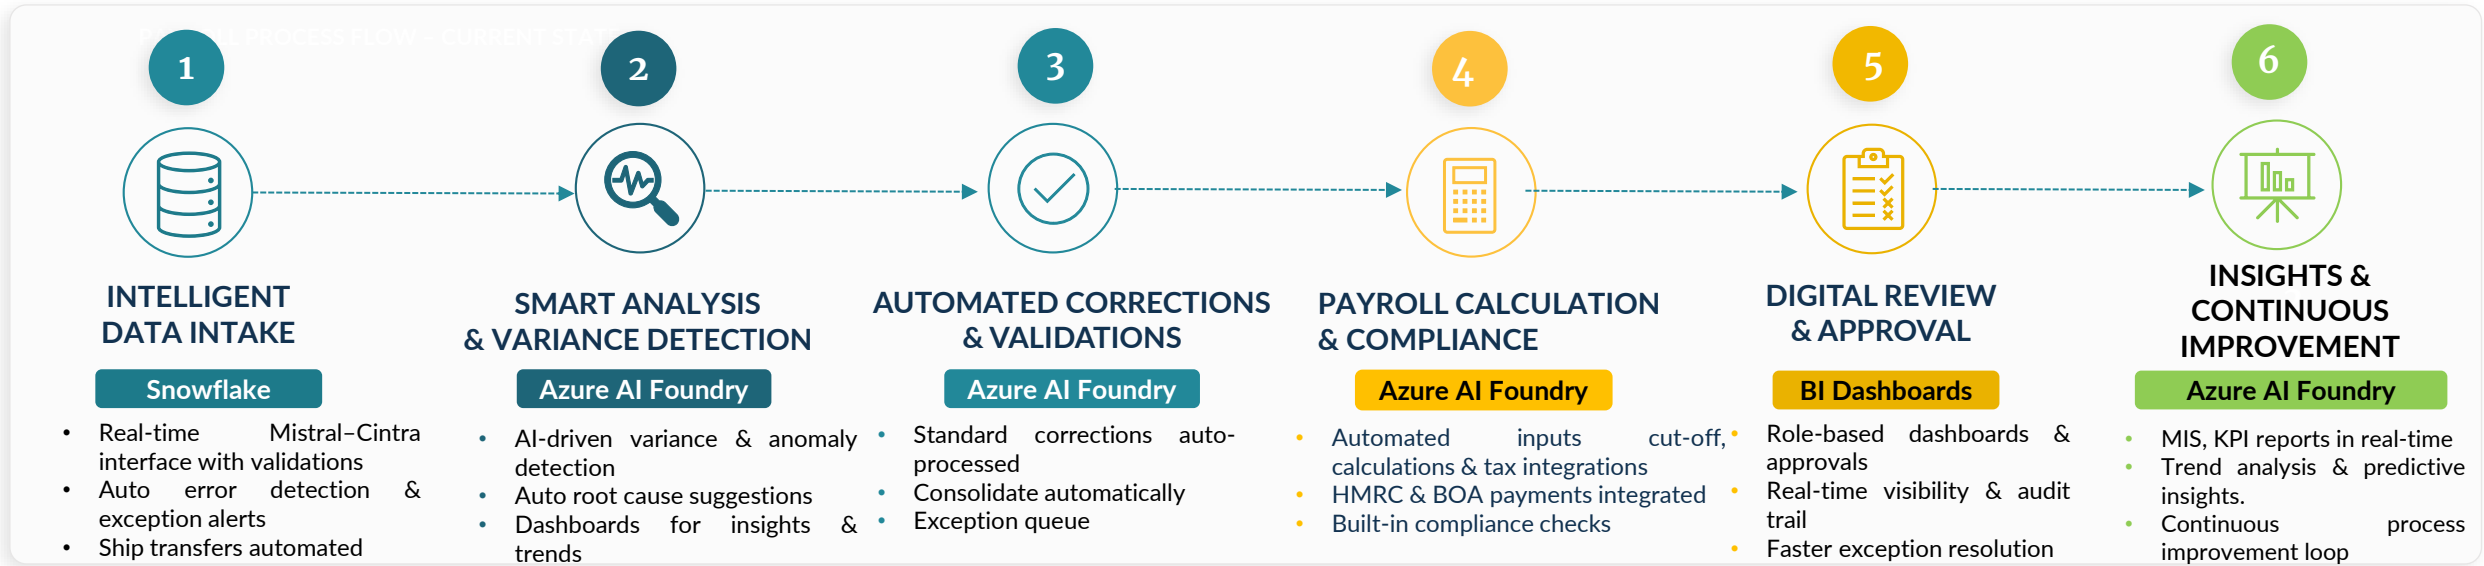 PAYROLL PROCESS FLOW – CURRENT STATE
1
INTELLIGENT
DATA INTAKE
Snowflake
• Real-time Mistral–Cintra
interface with validations
• Auto error detection &
exception alerts
• Ship transfers automated
2
SMART ANALYSIS
& VARIANCE DETECTION
Azure AI Foundry
• AI-driven variance & anomaly
detection
• Auto root cause suggestions
• Dashboards for insights &
trends
3
AUTOMATED CORRECTIONS
& VALIDATIONS
Azure AI Foundry
• Standard corrections auto-
processed
• Consolidate automatically
• Exception queue
4
PAYROLL CALCULATION
& COMPLIANCE
Azure AI Foundry
• Automated inputs cut-off,
calculations & tax integrations
• HMRC & BOA payments integrated
• Built-in compliance checks
5
DIGITAL REVIEW
& APPROVAL
BI Dashboards
• Role-based dashboards &
approvals
• Real-time visibility & audit
trail
• Faster exception resolution
6
INSIGHTS &
CONTINUOUS
IMPROVEMENT
Azure AI Foundry
• MIS, KPI reports in real-time
• Trend analysis & predictive
insights.
• Continuous process
improvement loop